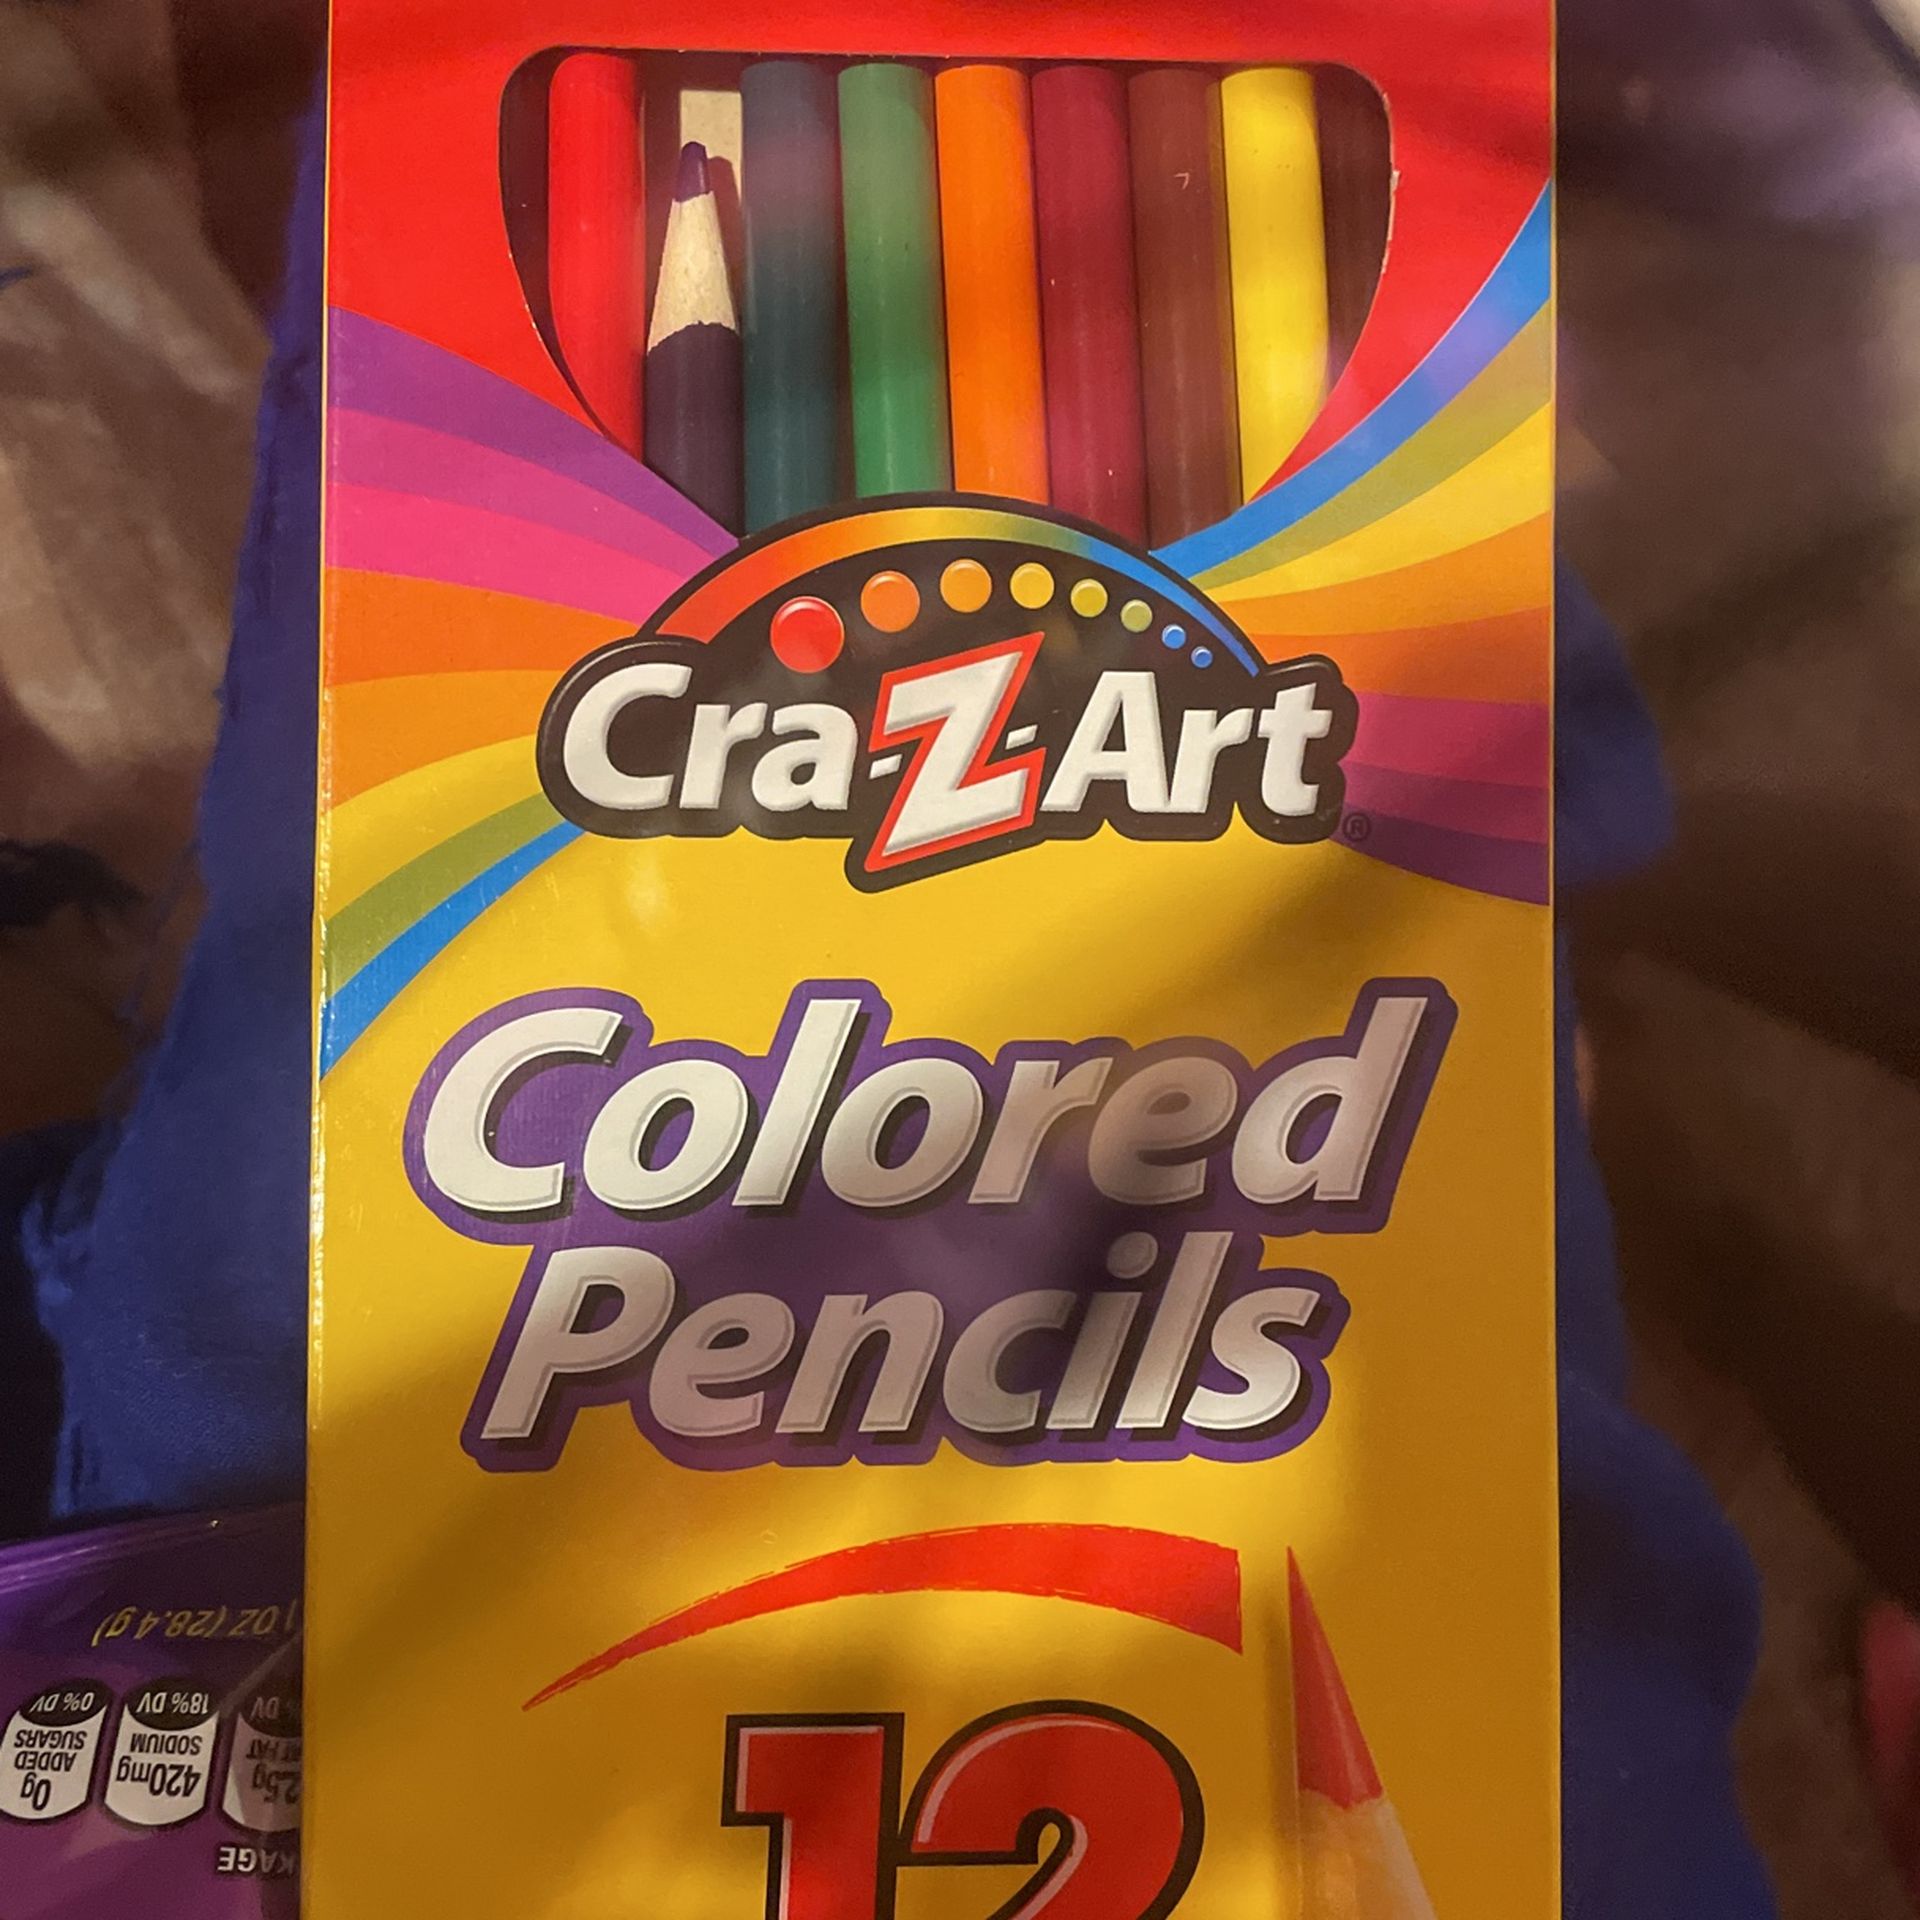 Cra-Z-Art®
Colored
Pencils
12
1 OZ (28.4 g)
2.5g
420mg
SODIUM
18% DV
0g
ADDED
SUGARS
0% DV